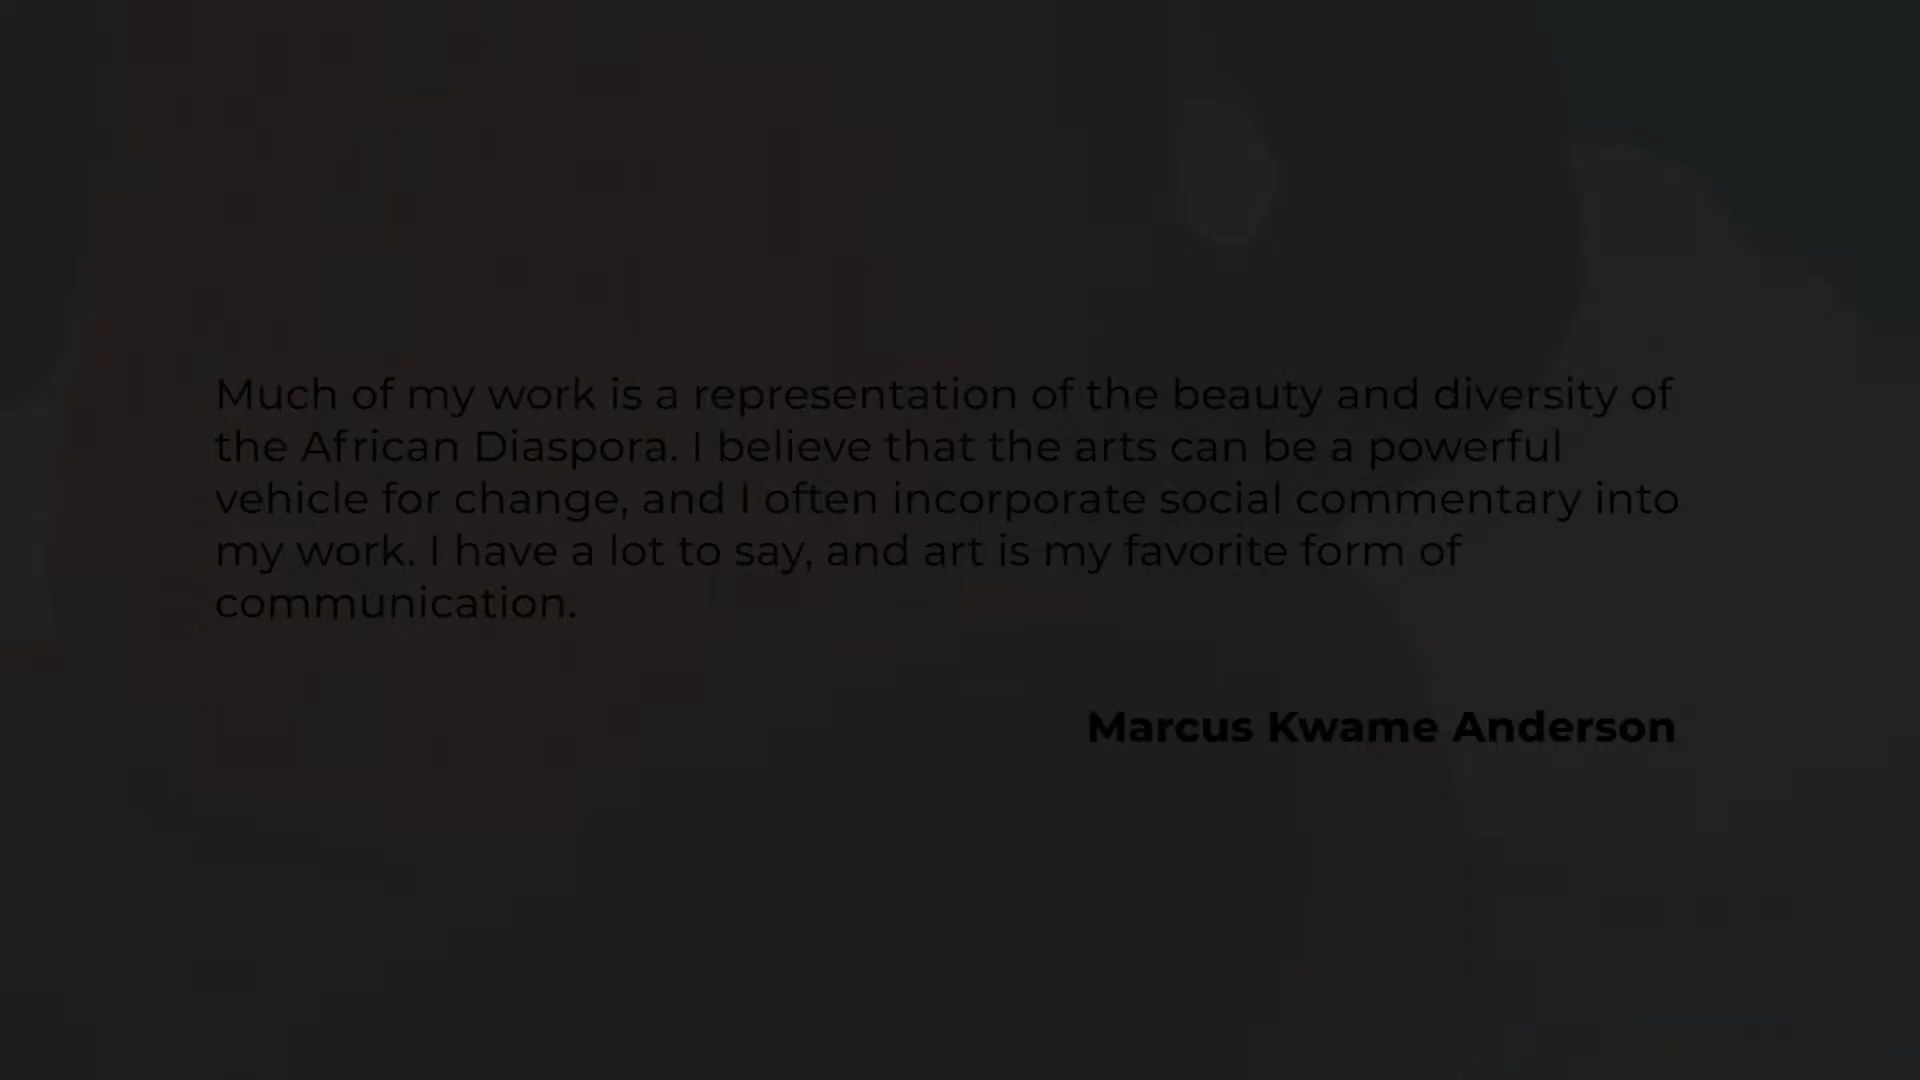 Much of my work is a representation of the beauty and diversity of
the African Diaspora. I believe that the arts can be a powerful
vehicle for change, and I often incorporate social commentary into
my work. I have a lot to say, and art is my favorite form of
communication.
Marcus Kwame Anderson